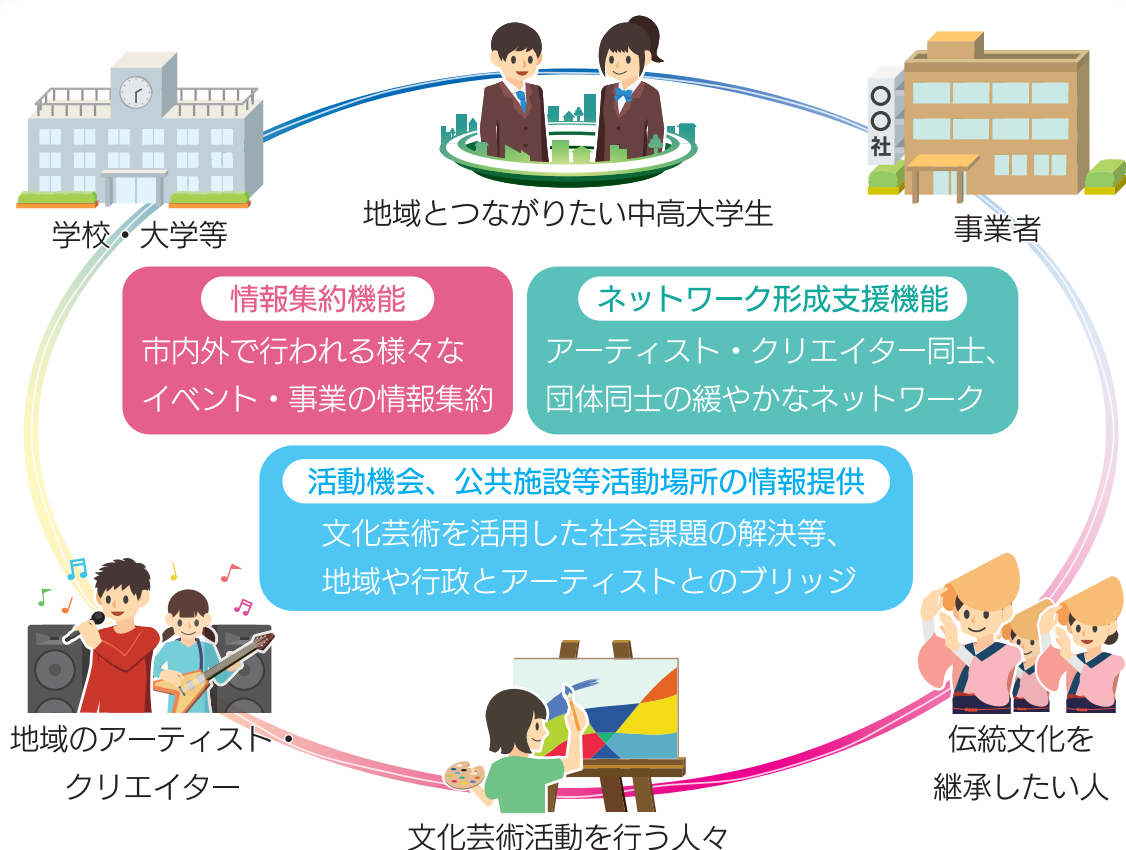 〇〇社
学校・大学等
地域とつながりたい中高大学生
事業者
情報集約機能
市内外で行われる様々な
イベント・事業の情報集約
ネットワーク形成支援機能
アーティスト・クリエイター同士、
団体同士の緩やかなネットワーク
活動機会、公共施設等活動場所の情報提供
文化芸術を活用した社会課題の解決等、
地域や行政とアーティストとのブリッジ
地域のアーティスト・
クリエイター
文化芸術活動を行う人々
伝統文化を
継承したい人